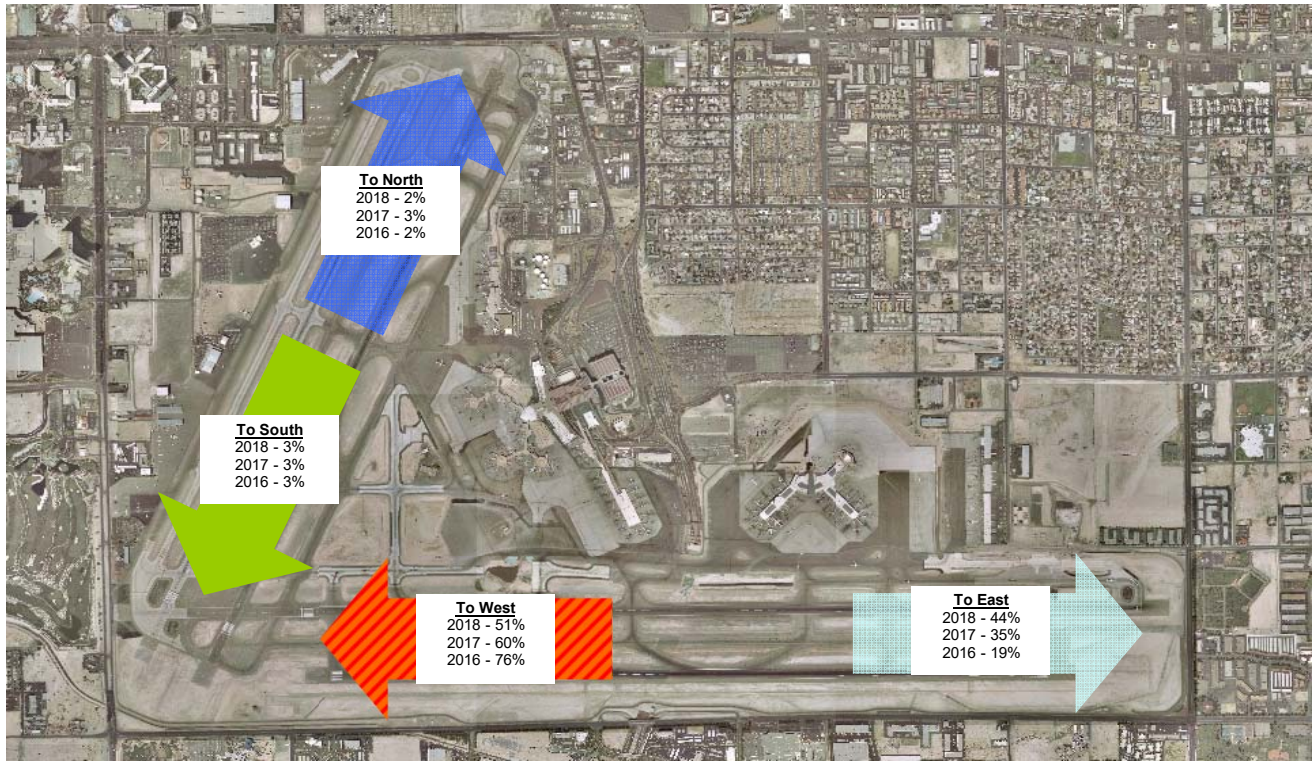 To North
2018 - 2%
2017 - 3%
2016 - 2%
To South
2018 - 3%
2017 - 3%
2016 - 3%
To West
2018 - 51%
2017 - 60%
2016 - 76%
To East
2018 - 44%
2017 - 35%
2016 - 19%